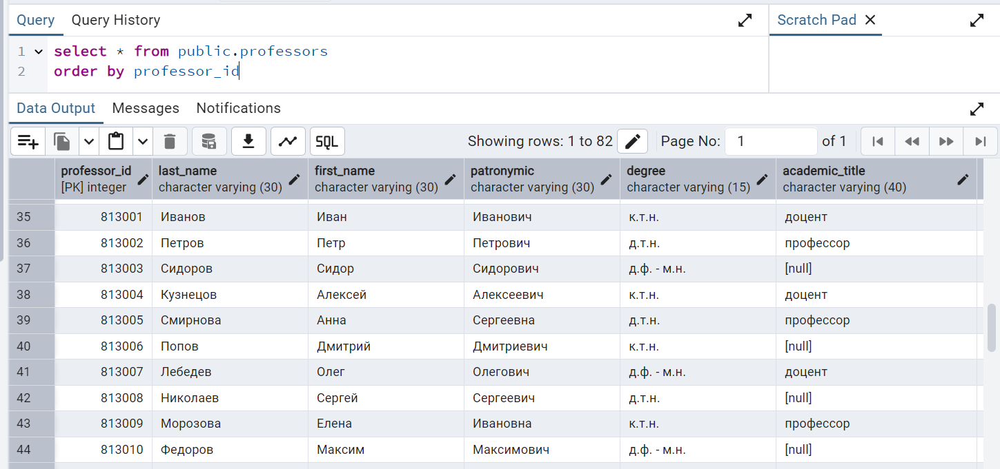 Query Query History Scratch Pad
1 select * from public.professors
2 order by professor_id
Data Output Messages Notifications
SQL Showing rows: 1 to 82 Page No: 1 of 1
professor_id last_name first_name patronymic degree academic_title
[PK] integer character varying (30) character varying (30) character varying (30) character varying (15) character varying (40)
35 813001 Иванов Иван Иванович к.т.н. доцент
36 813002 Петров Петр Петрович д.т.н. профессор
37 813003 Сидоров Сидор Сидорович д.ф. - м.н. [null]
38 813004 Кузнецов Алексей Алексеевич к.т.н. доцент
39 813005 Смирнова Анна Сергеевна д.т.н. профессор
40 813006 Попов Дмитрий Дмитриевич к.т.н. [null]
41 813007 Лебедев Олег Олегович д.ф. - м.н. доцент
42 813008 Николаев Сергей Сергеевич д.т.н. [null]
43 813009 Морозова Елена Ивановна к.т.н. профессор
44 813010 Федоров Максим Максимович д.ф. - м.н. [null]